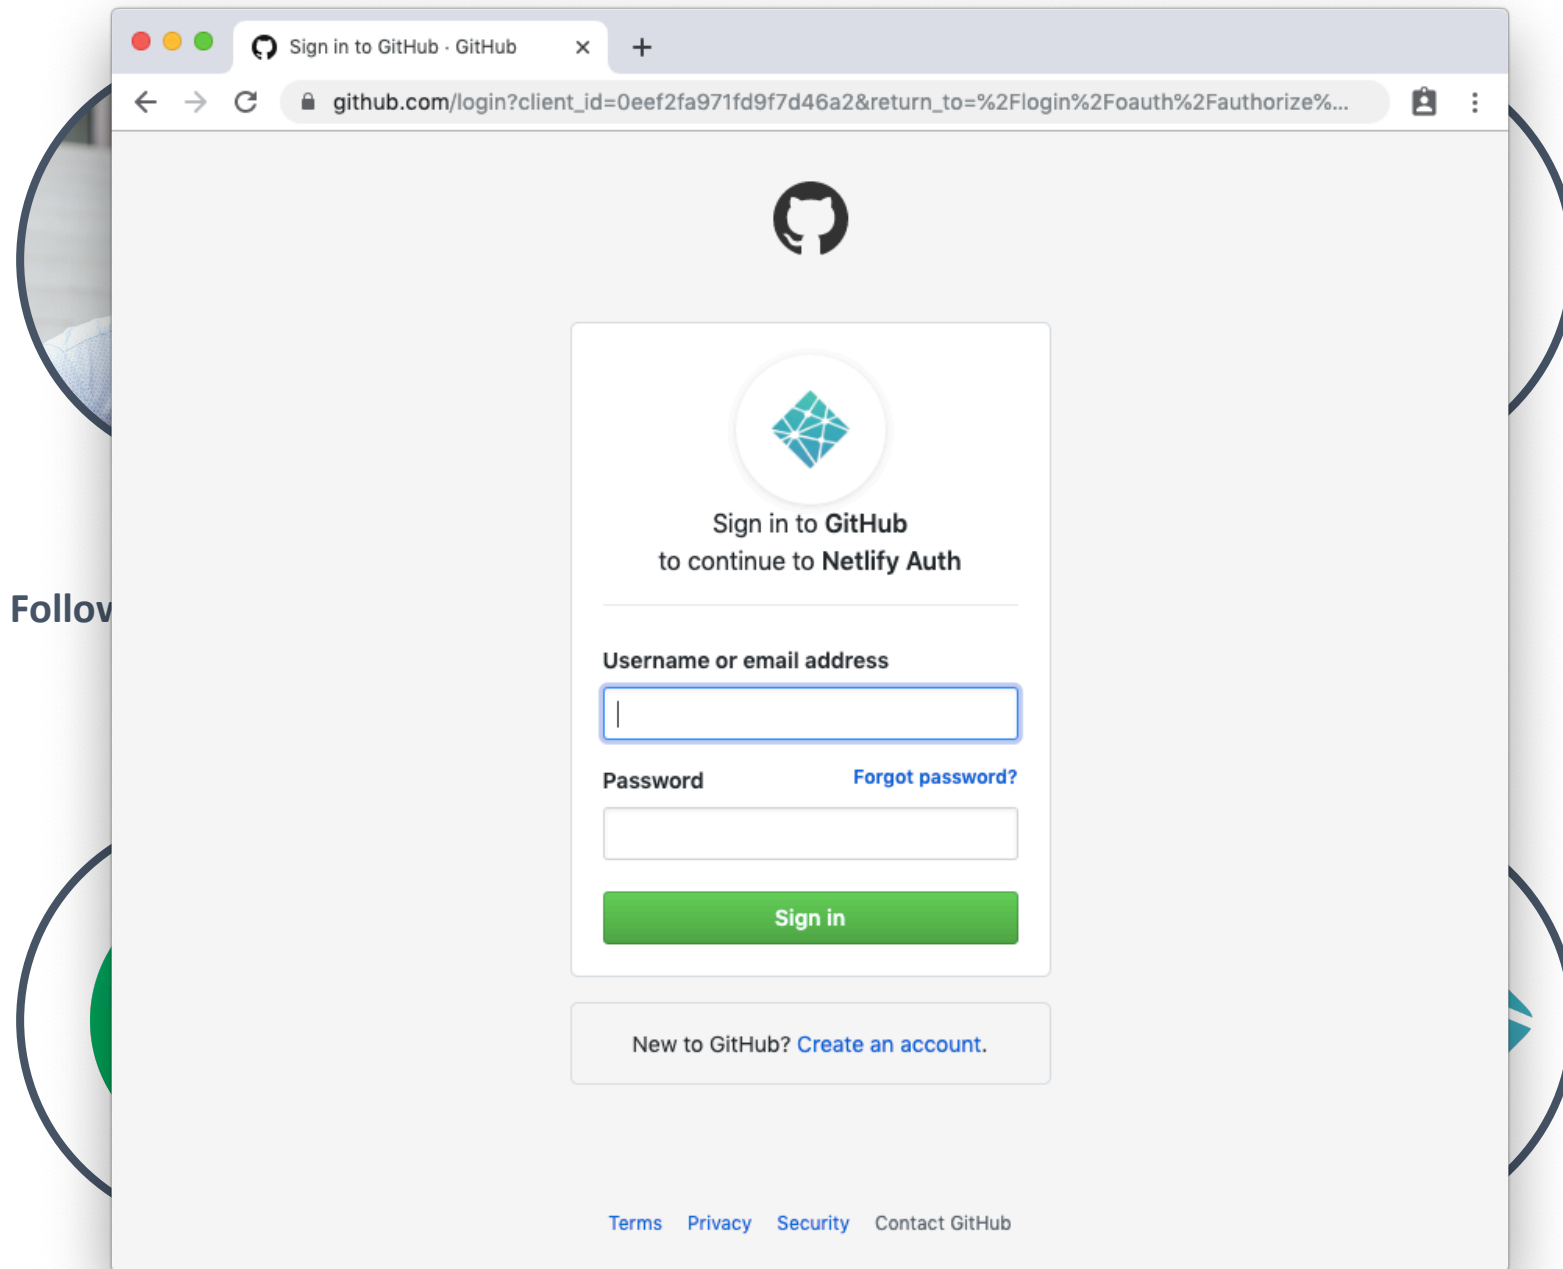 Sign in to GitHub · GitHub
github.com/login?client_id=0eef2fa971fd9f7d46a2&return_to=%2Flogin%2Foauth%2Fauthorize%...
Sign in to GitHub
to continue to Netlify Auth
Username or email address
Password
Forgot password?
Sign in
New to GitHub? Create an account.
Terms Privacy Security Contact GitHub